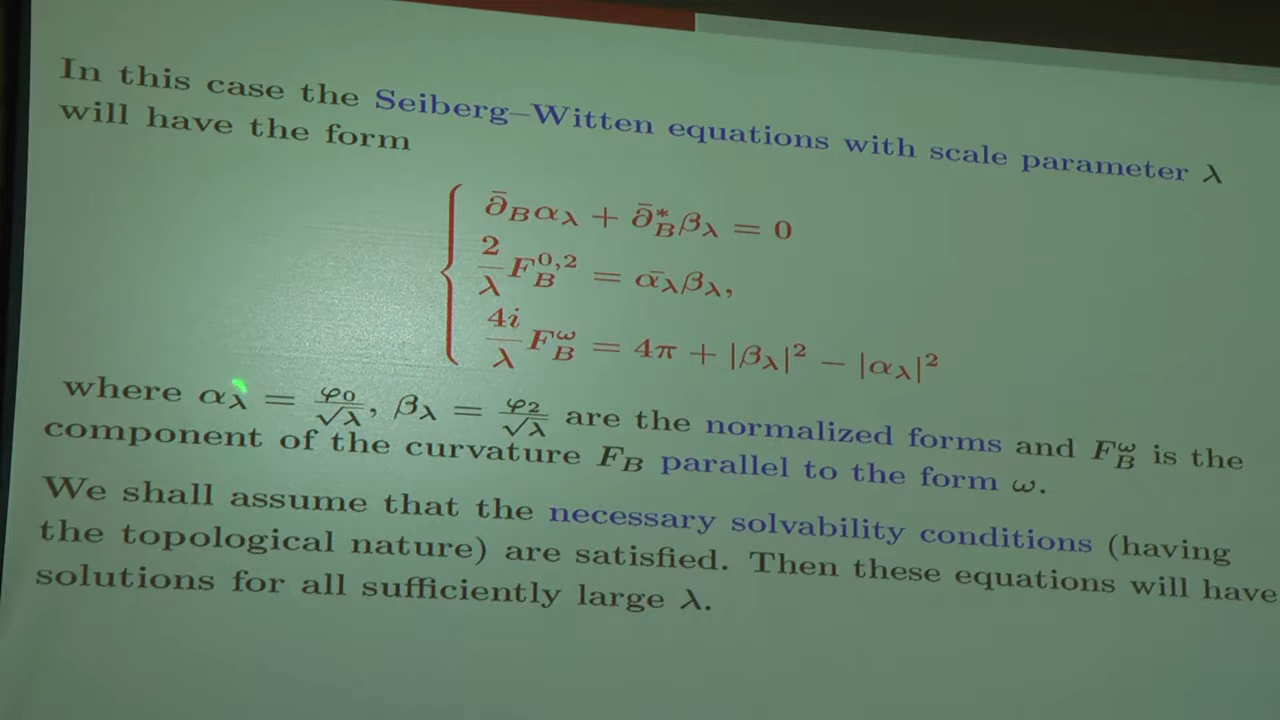 In this case the Seiberg–Witten equations with scale parameter λ
will have the form
∂̄_B α_λ + ∂̄*_B β_λ = 0
2/λ F_B^{0,2} = ᾱ_λ β_λ,
4i/λ F_B^ω = 4π + |β_λ|² − |α_λ|²
where α_λ = φ₀/√λ, β_λ = φ₂/√λ are the normalized forms and F_B^ω is the
component of the curvature F_B parallel to the form ω.
We shall assume that the necessary solvability conditions (having
the topological nature) are satisfied. Then these equations will have
solutions for all sufficiently large λ.